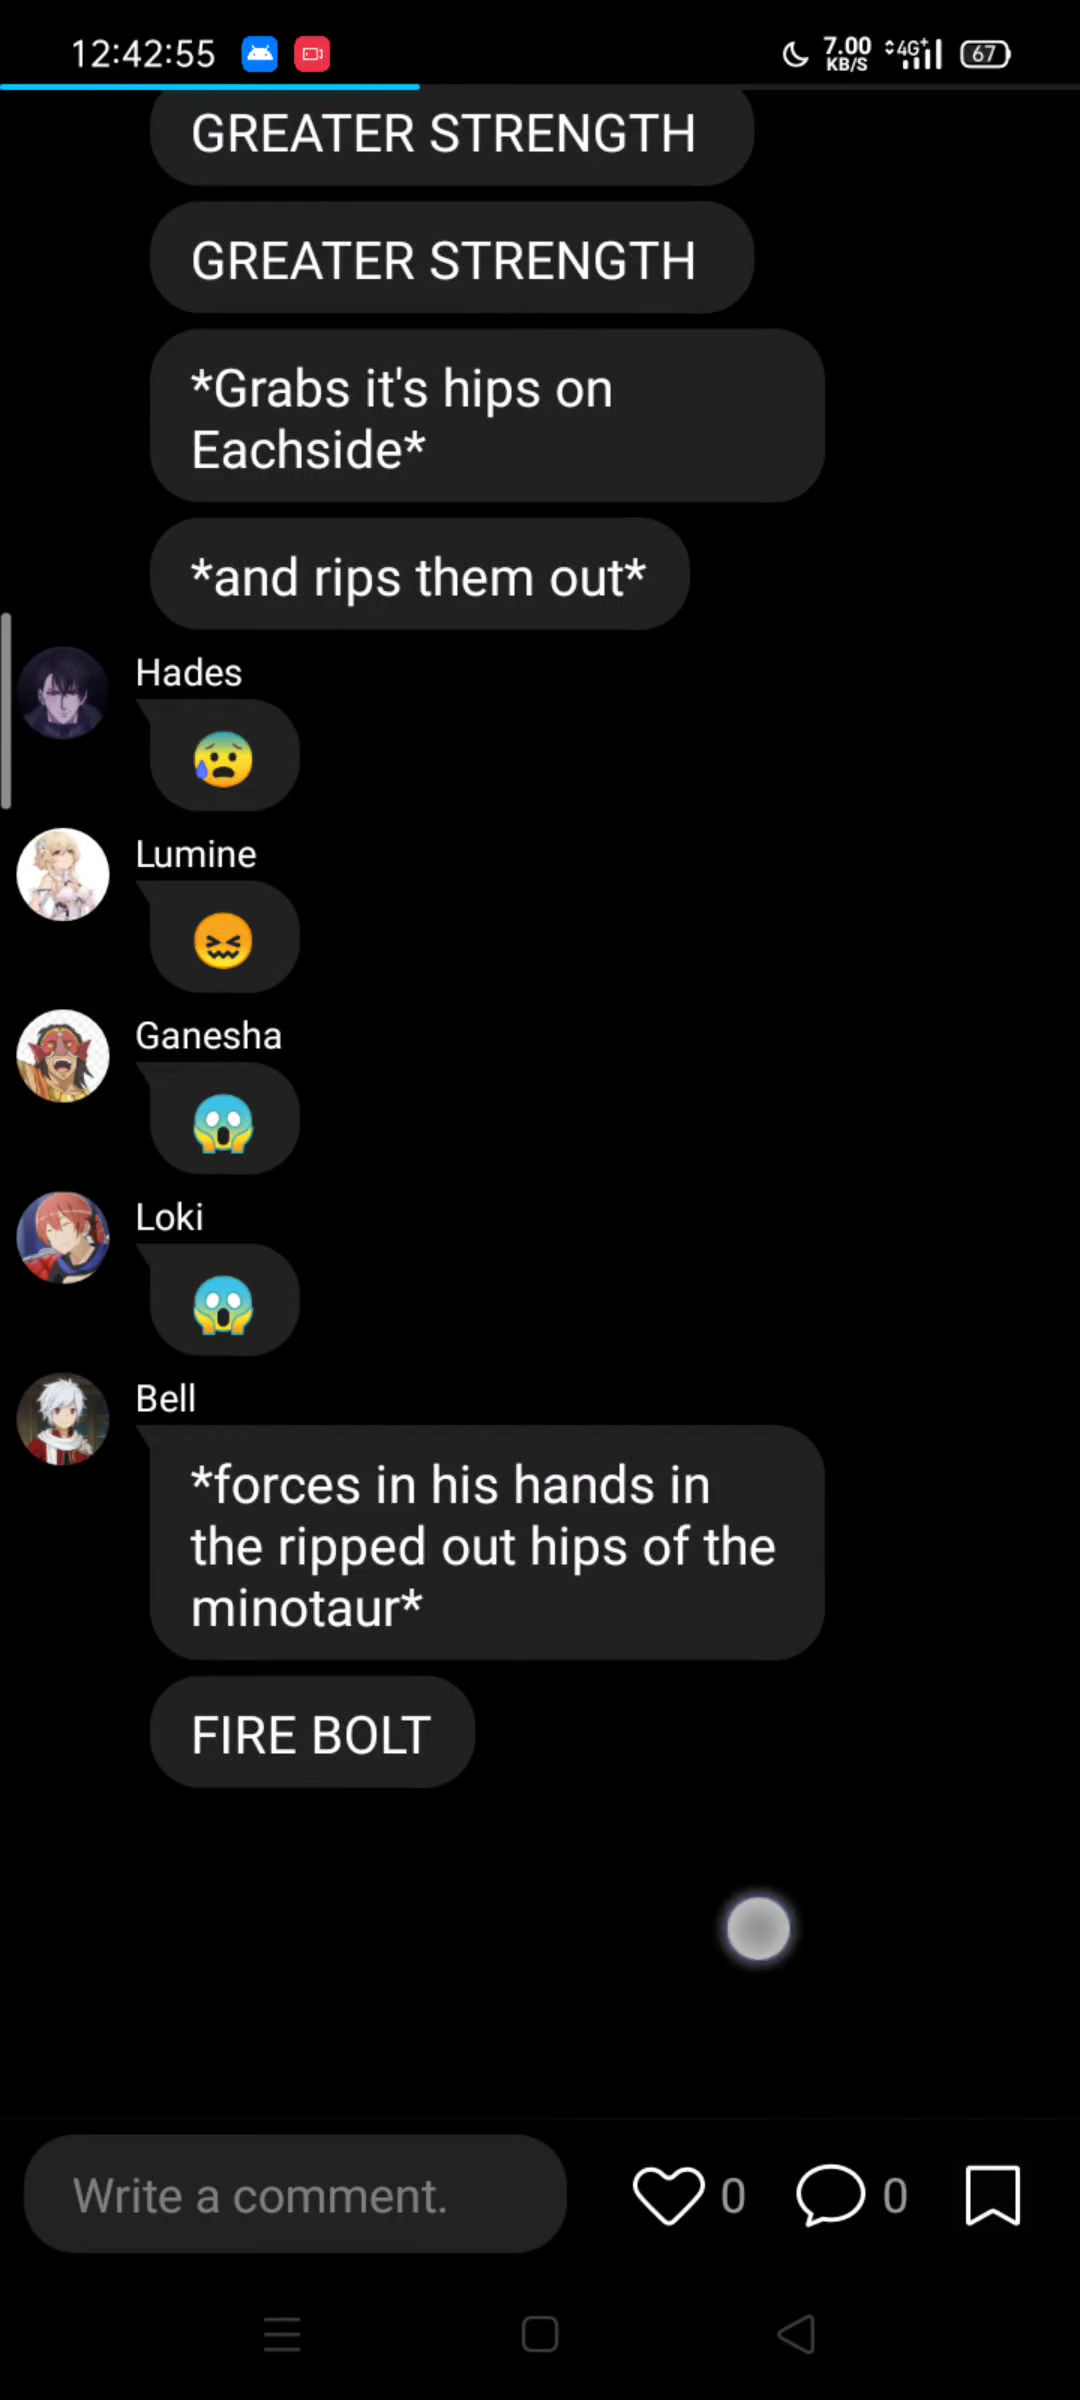 12:42:55
7.00
KB/S
4G+
67
GREATER STRENGTH
GREATER STRENGTH
*Grabs it's hips on
Eachside*
*and rips them out*
Hades
Lumine
Ganesha
Loki
Bell
*forces in his hands in
the ripped out hips of the
minotaur*
FIRE BOLT
Write a comment.
0
0